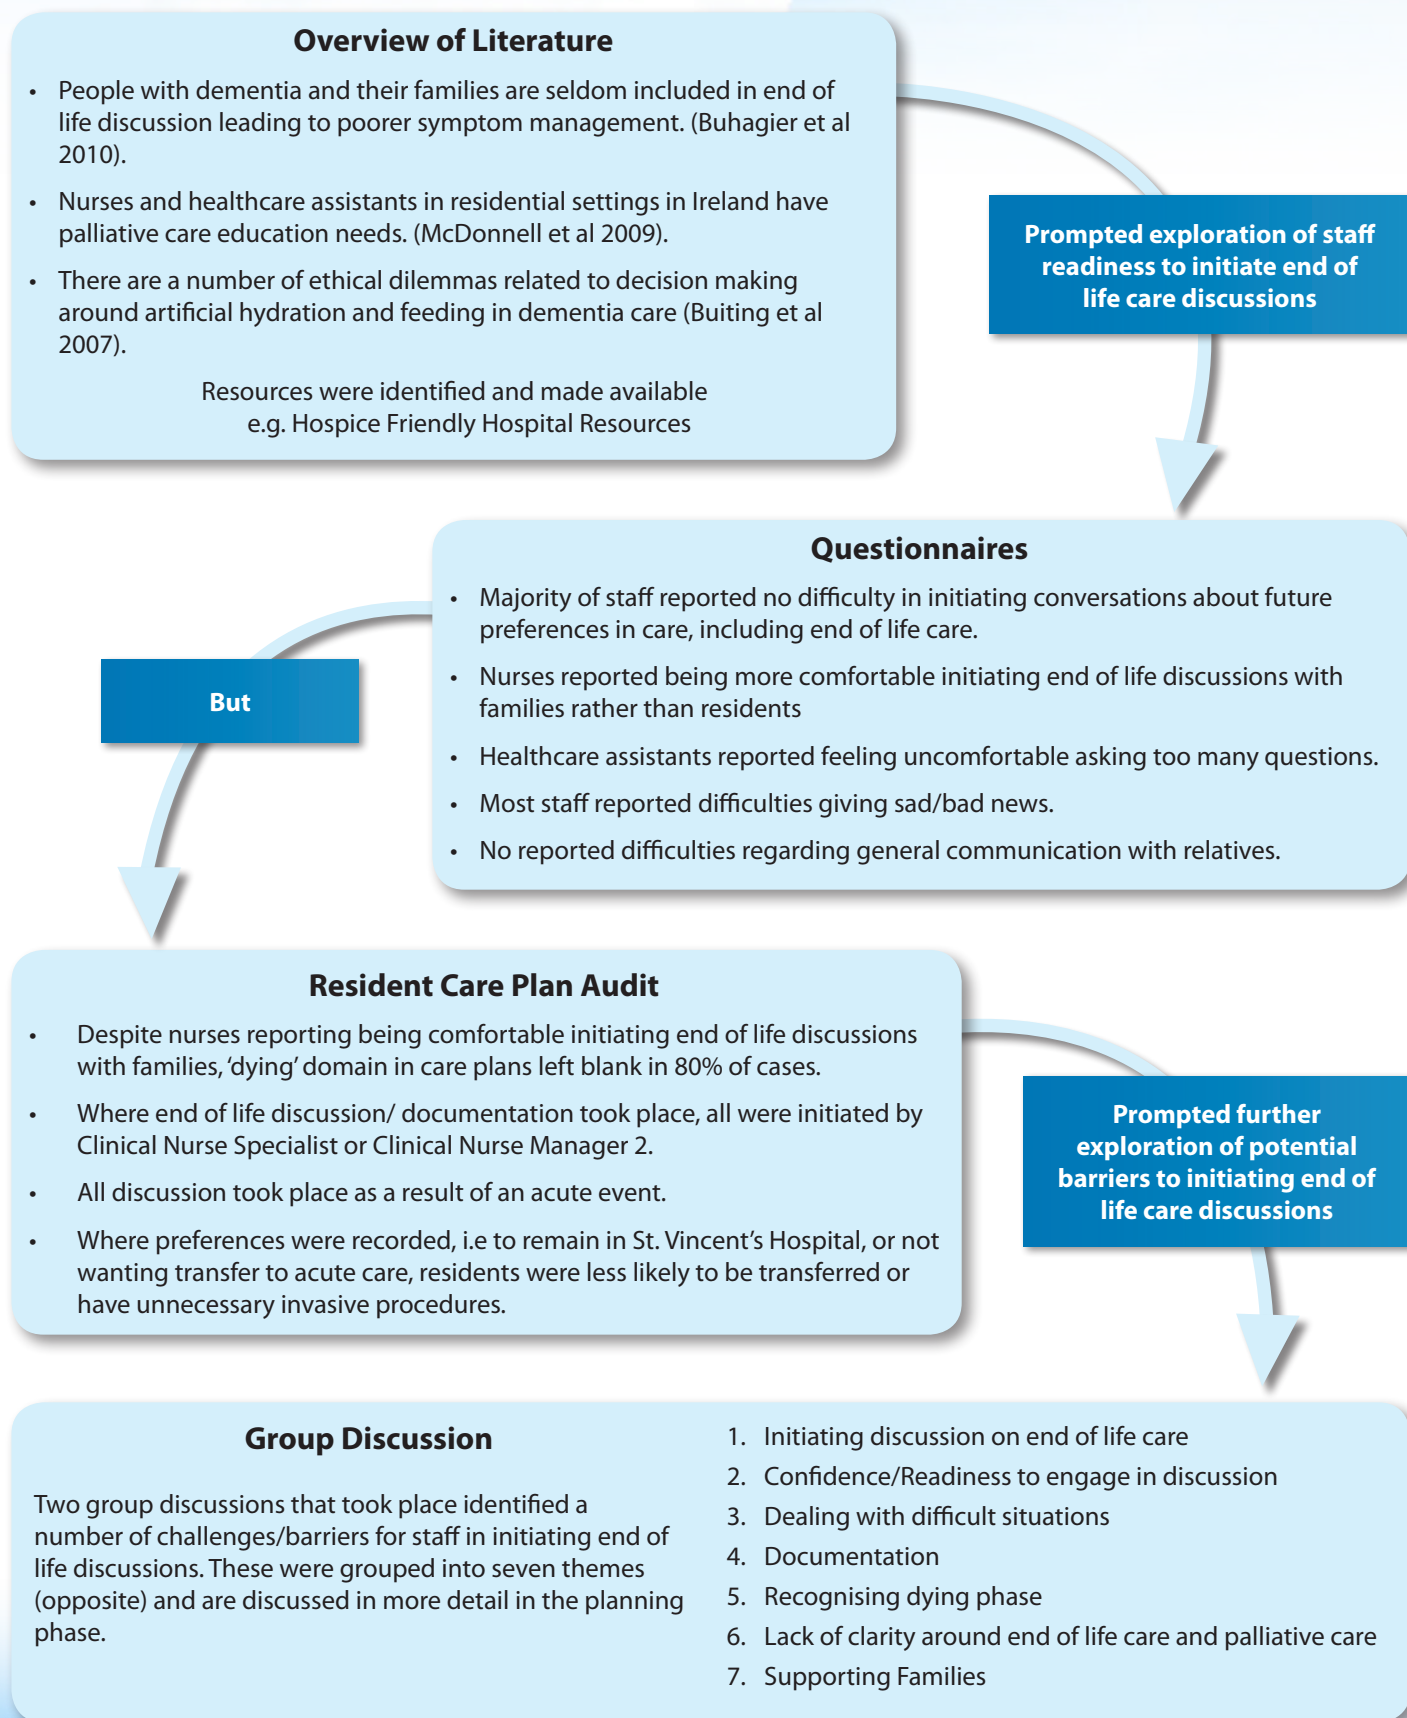 Overview of Literature
• People with dementia and their families are seldom included in end of
life discussion leading to poorer symptom management. (Buhagier et al
2010).
• Nurses and healthcare assistants in residential settings in Ireland have
palliative care education needs. (McDonnell et al 2009).
• There are a number of ethical dilemmas related to decision making
around artificial hydration and feeding in dementia care (Buiting et al
2007).
Resources were identified and made available
e.g. Hospice Friendly Hospital Resources
Prompted exploration of staff
readiness to initiate end of
life care discussions
Questionnaires
• Majority of staff reported no difficulty in initiating conversations about future
preferences in care, including end of life care.
• Nurses reported being more comfortable initiating end of life discussions with
families rather than residents
• Healthcare assistants reported feeling uncomfortable asking too many questions.
• Most staff reported difficulties giving sad/bad news.
• No reported difficulties regarding general communication with relatives.
But
Resident Care Plan Audit
• Despite nurses reporting being comfortable initiating end of life discussions
with families, ‘dying’ domain in care plans left blank in 80% of cases.
• Where end of life discussion/ documentation took place, all were initiated by
Clinical Nurse Specialist or Clinical Nurse Manager 2.
• All discussion took place as a result of an acute event.
• Where preferences were recorded, i.e to remain in St. Vincent’s Hospital, or not
wanting transfer to acute care, residents were less likely to be transferred or
have unnecessary invasive procedures.
Prompted further
exploration of potential
barriers to initiating end of
life care discussions
Group Discussion
Two group discussions that took place identified a
number of challenges/barriers for staff in initiating end of
life discussions. These were grouped into seven themes
(opposite) and are discussed in more detail in the planning
phase.
1. Initiating discussion on end of life care
2. Confidence/Readiness to engage in discussion
3. Dealing with difficult situations
4. Documentation
5. Recognising dying phase
6. Lack of clarity around end of life care and palliative care
7. Supporting Families